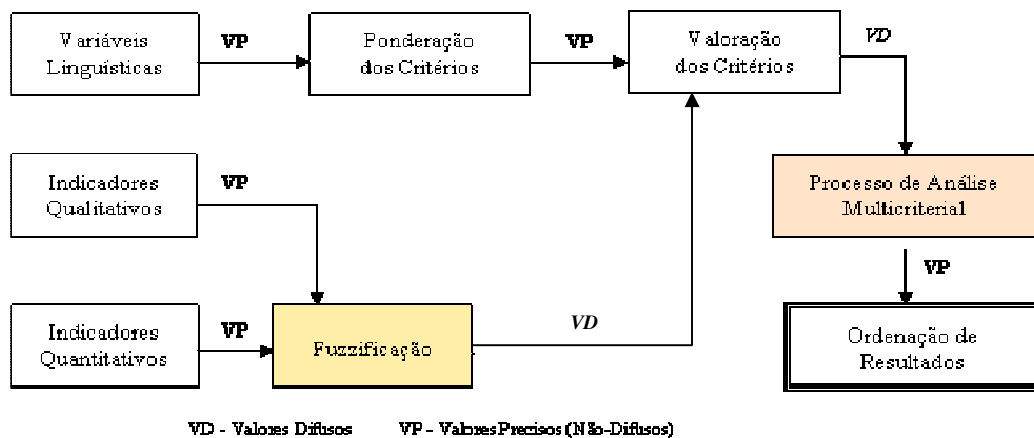 Variáveis
Linguísticas
VP
Ponderação
dos Critérios
VP
Valoração
dos Critérios
VD
Indicadores
Qualitativos
VP
Processo de Análise
Multicriterial
VP
Indicadores
Quantitativos
VP
Fuzzificação
VD
Ordenação de
Resultados
VD - Valores Difusos VP - Valores Precisos (Não-Difusos)